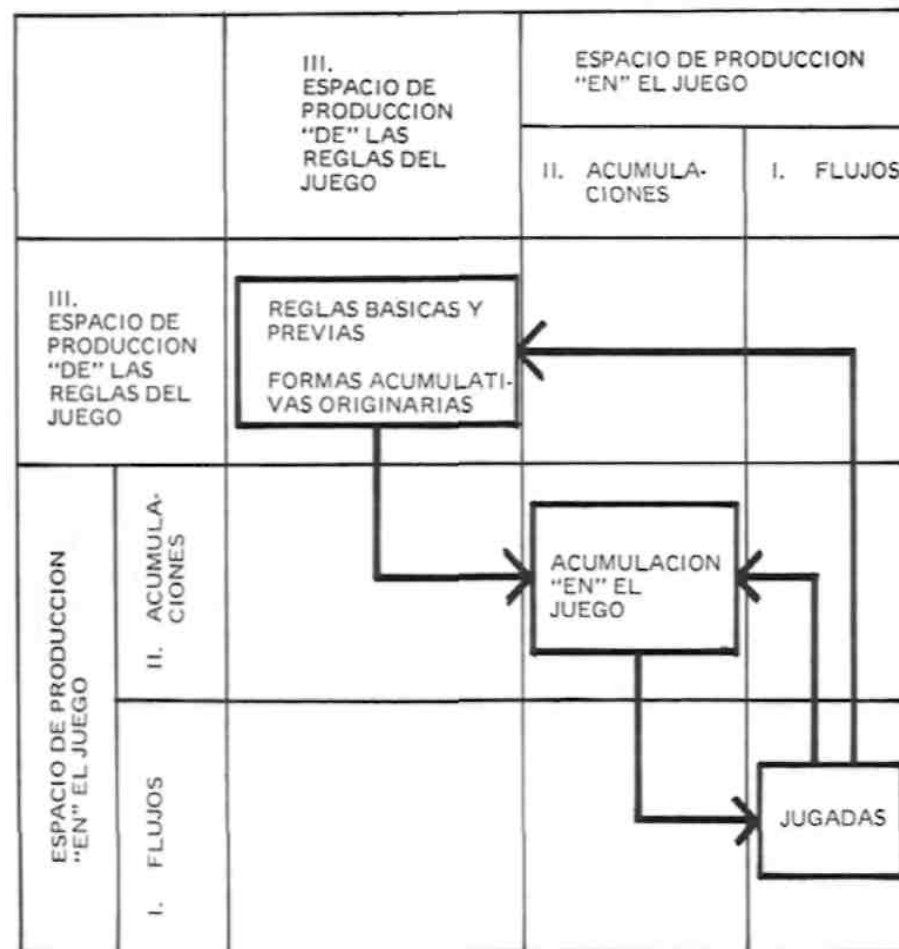 III.
ESPACIO DE
PRODUCCION
"DE" LAS
REGLAS DEL
JUEGO
ESPACIO DE PRODUCCION
"EN" EL JUEGO
II. ACUMULA-
CIONES
I. FLUJOS
III.
ESPACIO DE
PRODUCCION
"DE" LAS
REGLAS DEL
JUEGO
REGLAS BASICAS Y
PREVIAS
FORMAS ACUMULATI-
VAS ORIGINARIAS
ESPACIO DE PRODUCCION
"EN" EL JUEGO
II. ACUMULA-
CIONES
ACUMULACION
"EN" EL
JUEGO
I. FLUJOS
JUGADAS